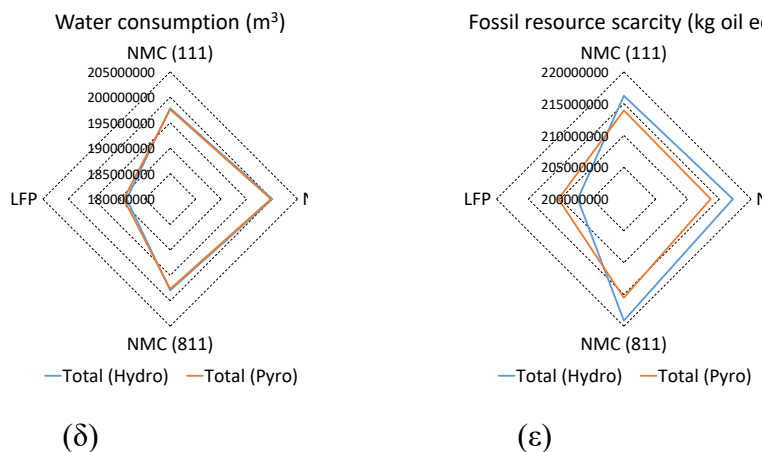 Water consumption (m³)
NMC (111)
205000000
200000000
195000000
190000000
185000000
180000000
LFP
N
NMC (811)
Total (Hydro) Total (Pyro)
(δ)
Fossil resource scarcity (kg oil e
NMC (111)
220000000
215000000
210000000
205000000
200000000
LFP
NMC (811)
Total (Hydro) Total (Pyro)
(ε)